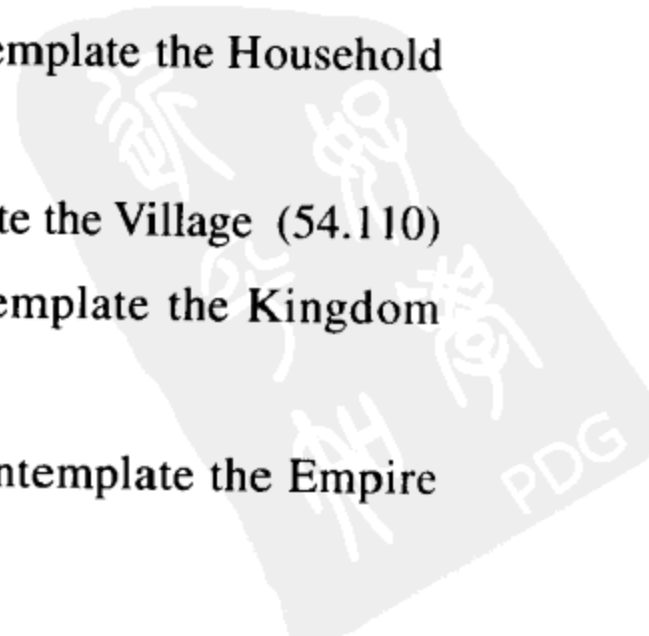 emplate the Household
te the Village (54.110)
emplate the Kingdom
ntemplate the Empire
PDG